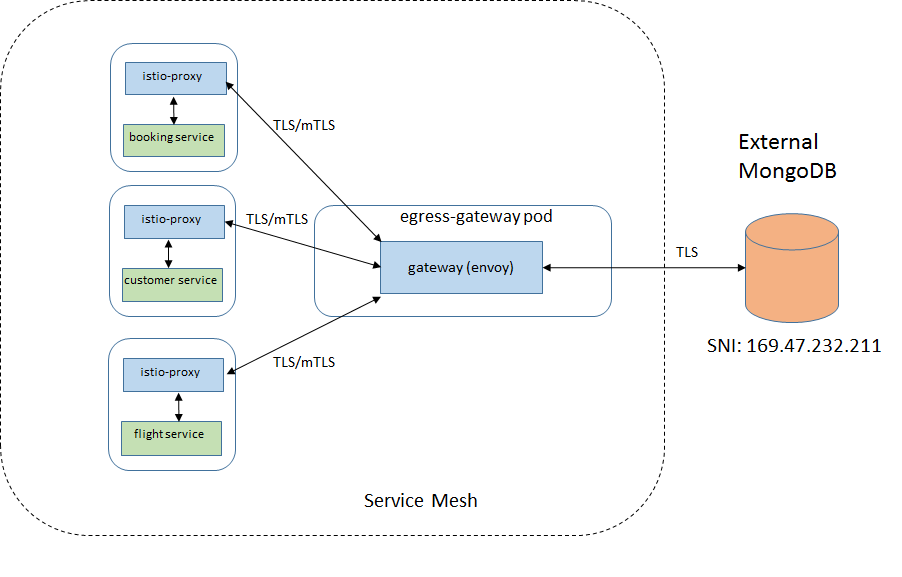 istio-proxy
booking service
TLS/mTLS
istio-proxy
customer service
TLS/mTLS
istio-proxy
flight service
TLS/mTLS
egress-gateway pod
gateway (envoy)
TLS
External
MongoDB
SNI: 169.47.232.211
Service Mesh